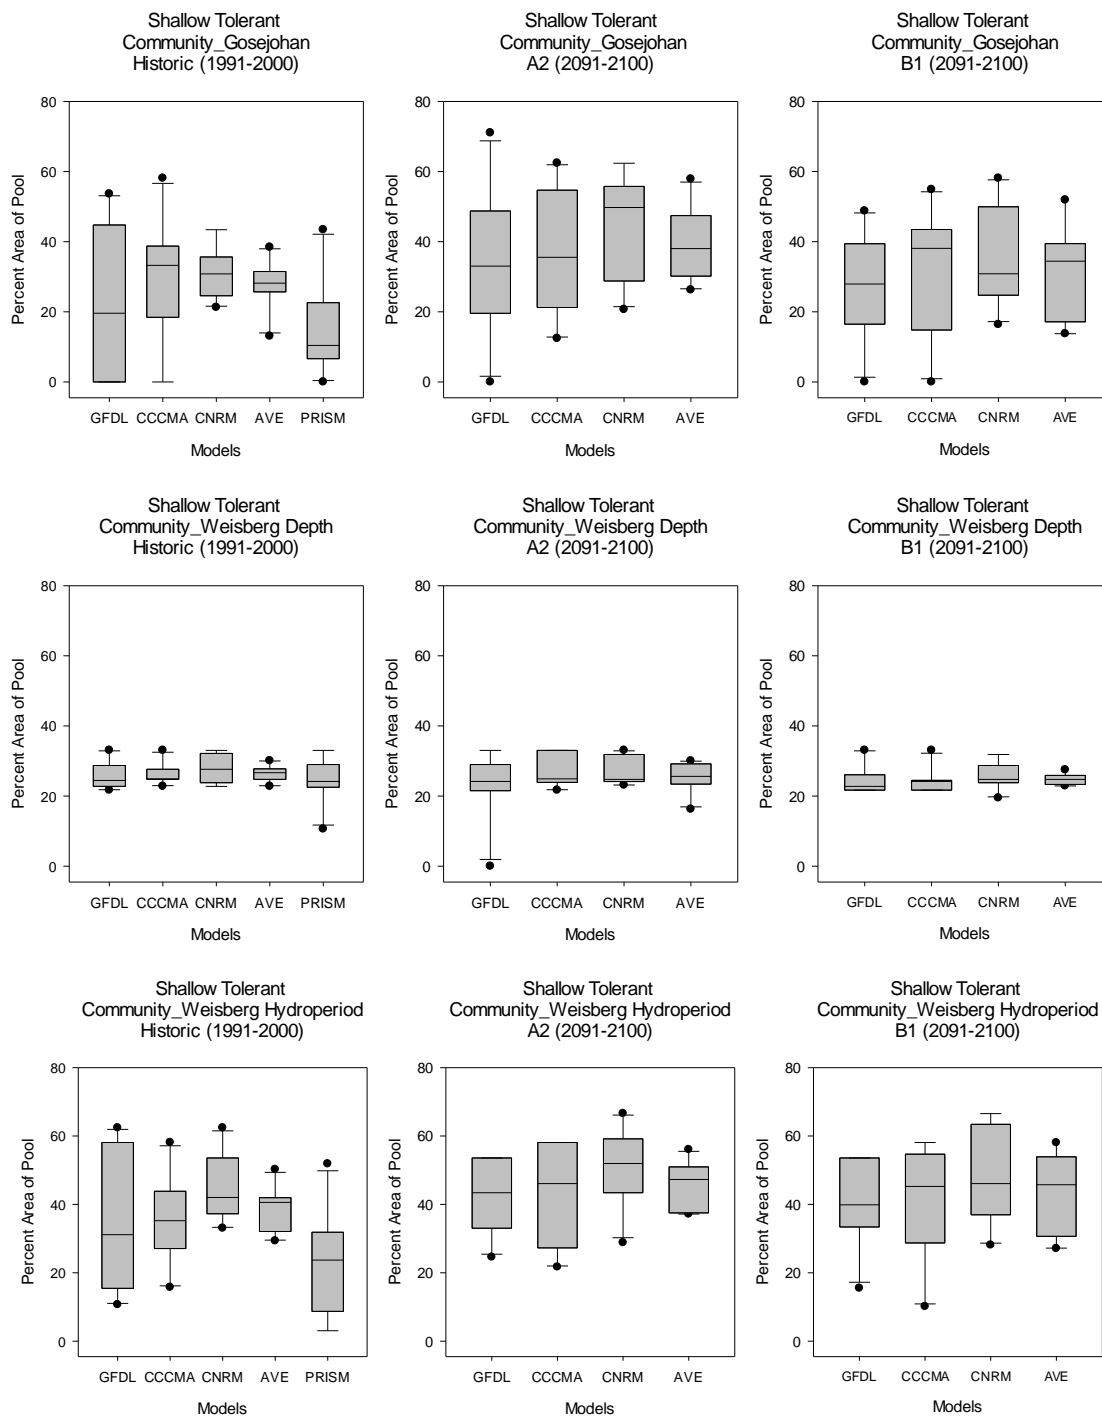 Shallow Tolerant
Community_Gosejohan
Historic (1991-2000)
Percent Area of Pool
80
60
40
20
0
GFDL CCCMA CNRM AVE PRISM
Models
Shallow Tolerant
Community_Gosejohan
A2 (2091-2100)
Percent Area of Pool
80
60
40
20
0
GFDL CCCMA CNRM AVE
Models
Shallow Tolerant
Community_Gosejohan
B1 (2091-2100)
Percent Area of Pool
80
60
40
20
0
GFDL CCCMA CNRM AVE
Models
Shallow Tolerant
Community_Weisberg Depth
Historic (1991-2000)
Percent Area of Pool
80
60
40
20
0
GFDL CCCMA CNRM AVE PRISM
Models
Shallow Tolerant
Community_Weisberg Depth
A2 (2091-2100)
Percent Area of Pool
80
60
40
20
0
GFDL CCCMA CNRM AVE
Models
Shallow Tolerant
Community_Weisberg Depth
B1 (2091-2100)
Percent Area of Pool
80
60
40
20
0
GFDL CCCMA CNRM AVE
Models
Shallow Tolerant
Community_Weisberg Hydroperiod
Historic (1991-2000)
Percent Area of Pool
80
60
40
20
0
GFDL CCCMA CNRM AVE PRISM
Models
Shallow Tolerant
Community_Weisberg Hydroperiod
A2 (2091-2100)
Percent Area of Pool
80
60
40
20
0
GFDL CCCMA CNRM AVE
Models
Shallow Tolerant
Community_Weisberg Hydroperiod
B1 (2091-2100)
Percent Area of Pool
80
60
40
20
0
GFDL CCCMA CNRM AVE
Models